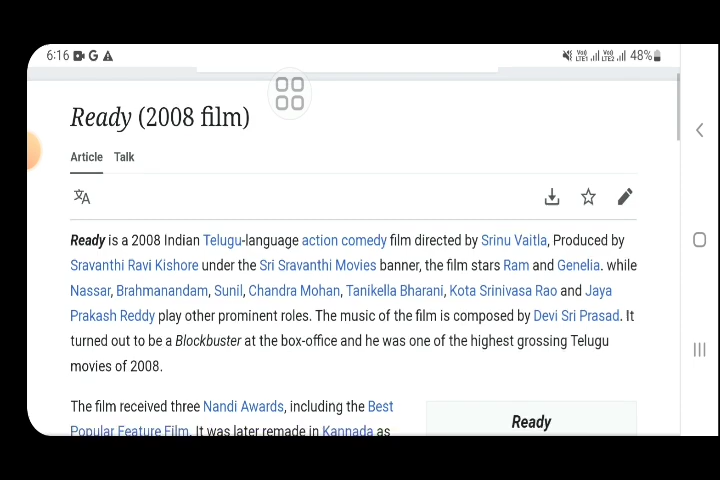 6:16 G Vo) LTE1 Vo) LTE2 48%
Ready (2008 film)
Article Talk
Ready is a 2008 Indian Telugu-language action comedy film directed by Srinu Vaitla, Produced by
Sravanthi Ravi Kishore under the Sri Sravanthi Movies banner, the film stars Ram and Genelia. while
Nassar, Brahmanandam, Sunil, Chandra Mohan, Tanikella Bharani, Kota Srinivasa Rao and Jaya
Prakash Reddy play other prominent roles. The music of the film is composed by Devi Sri Prasad. It
turned out to be a Blockbuster at the box-office and he was one of the highest grossing Telugu
movies of 2008.
The film received three Nandi Awards, including the Best
Popular Feature Film. It was later remade in Kannada as
Ready